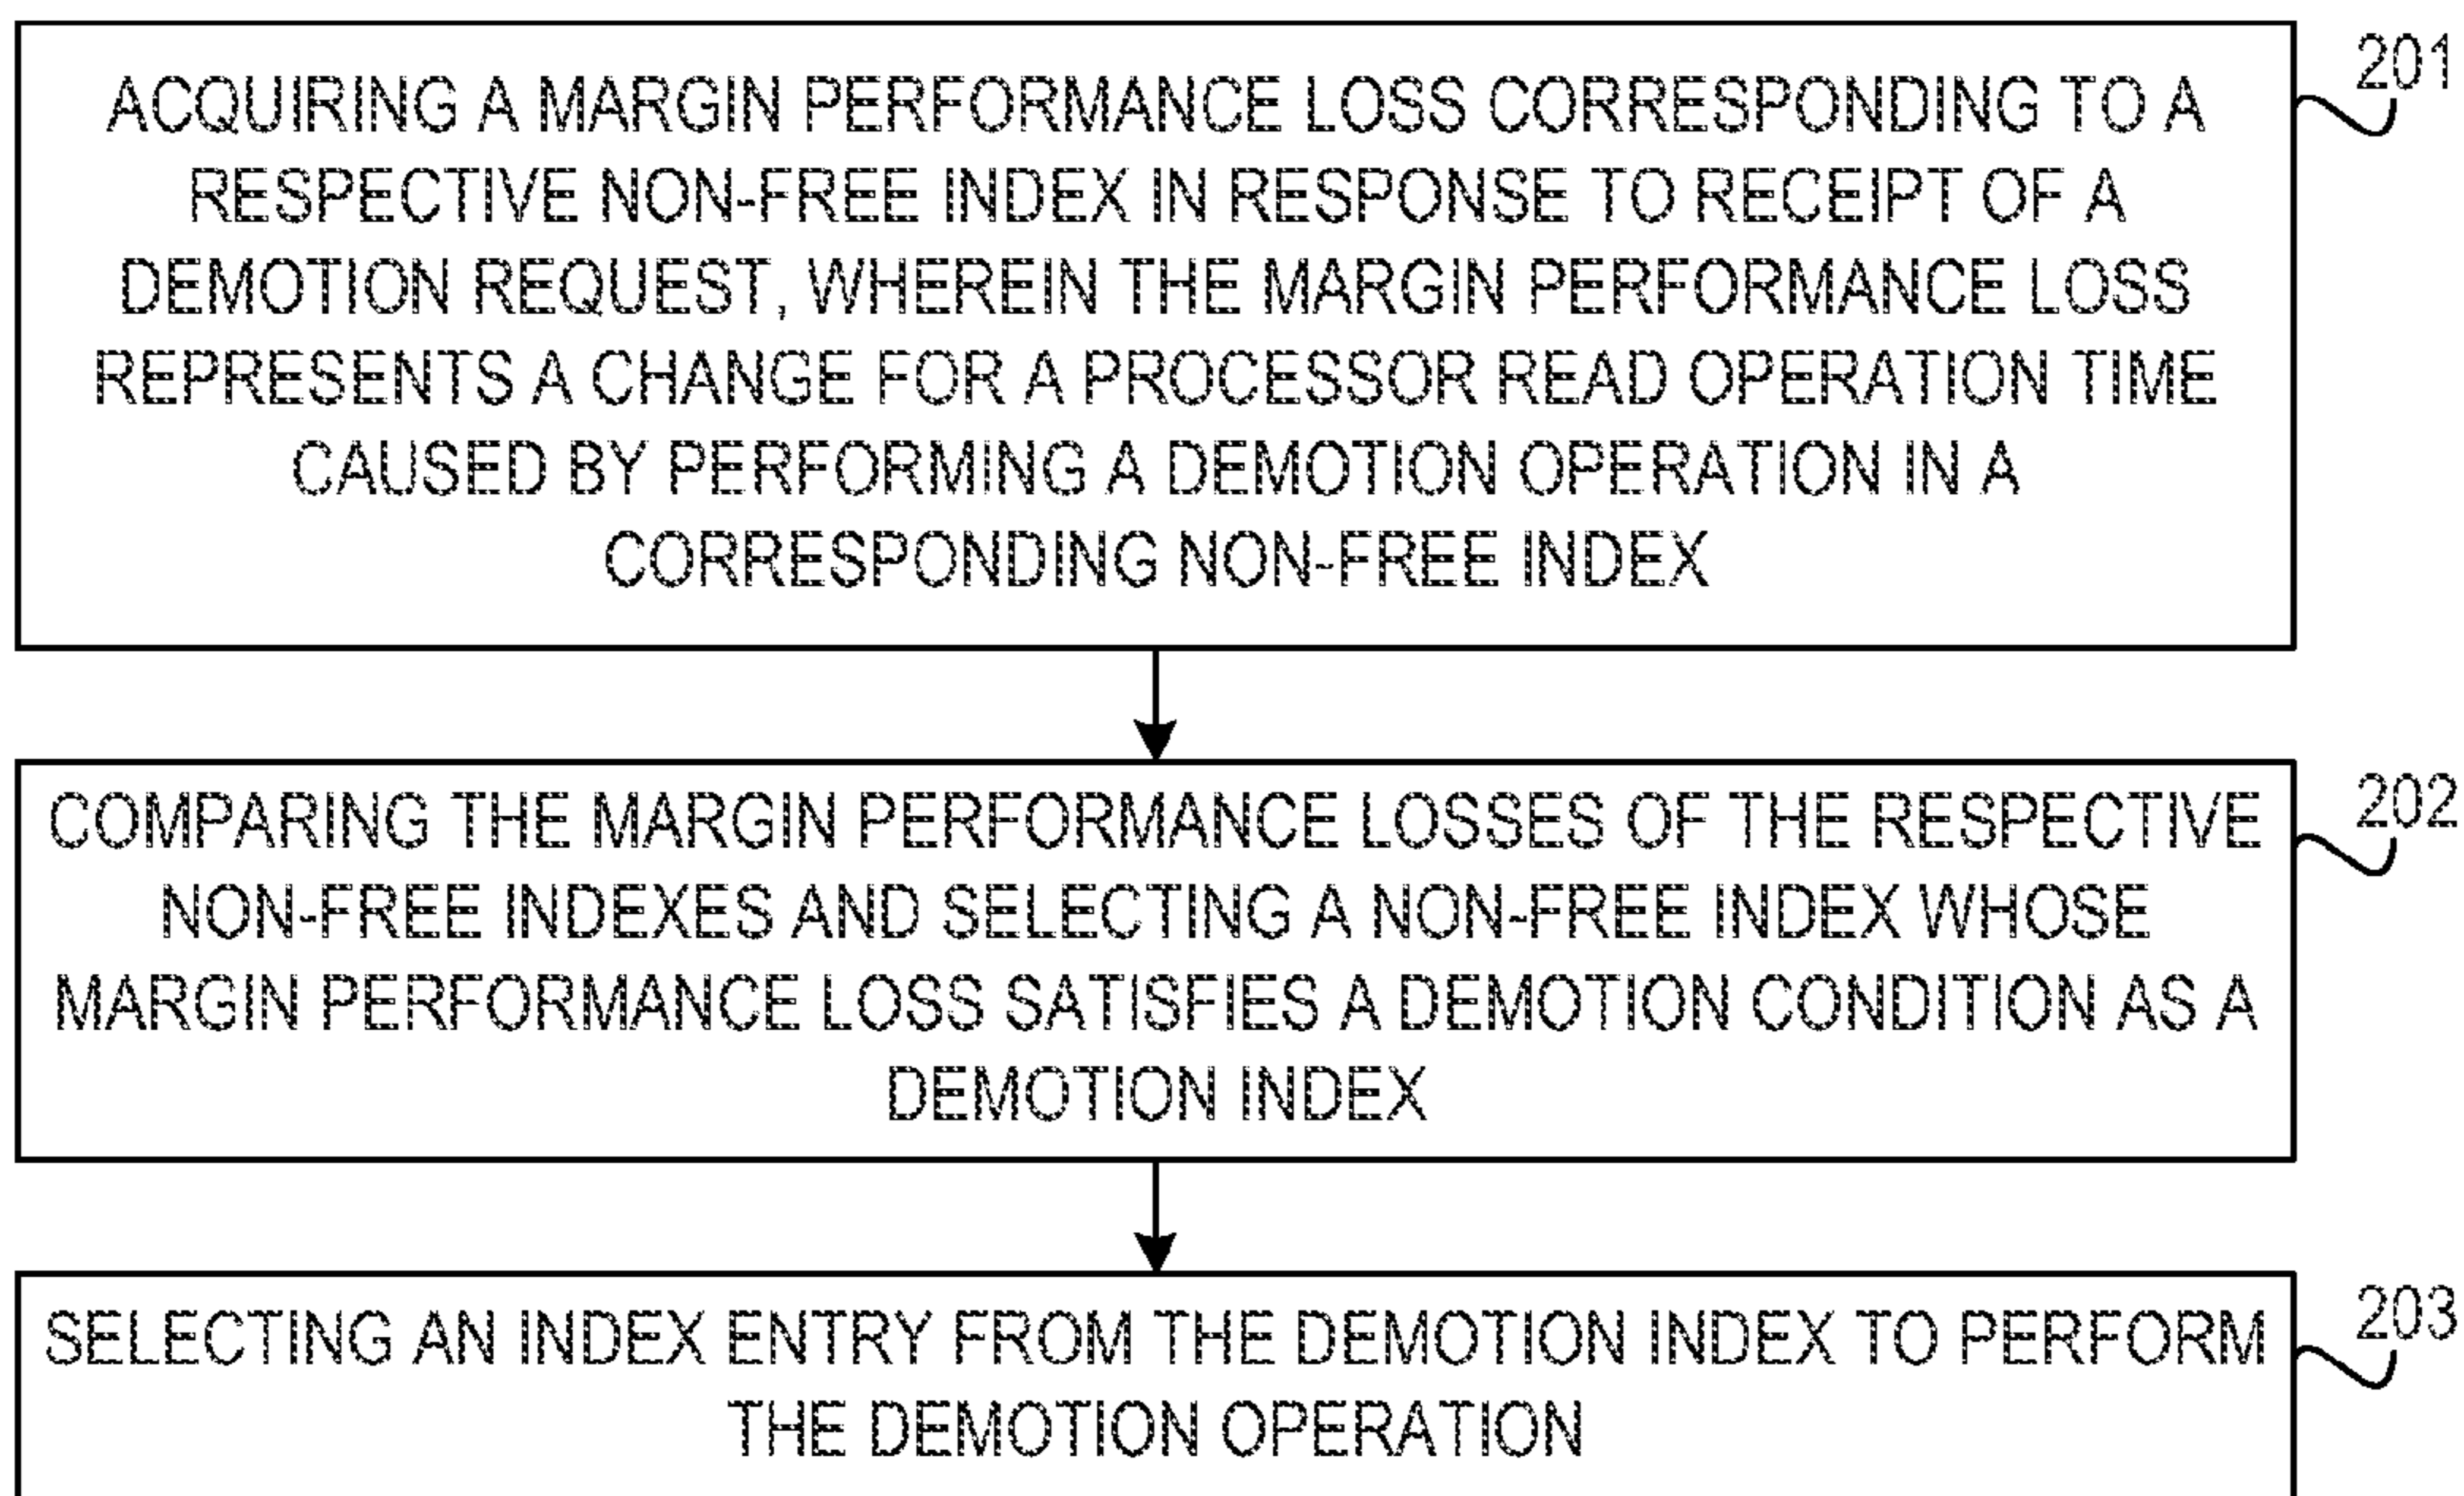 ACQUIRING A MARGIN PERFORMANCE LOSS CORRESPONDING TO A
RESPECTIVE NON-FREE INDEX IN RESPONSE TO RECEIPT OF A
DEMOTION REQUEST, WHEREIN THE MARGIN PERFORMANCE LOSS
REPRESENTS A CHANGE FOR A PROCESSOR READ OPERATION TIME
CAUSED BY PERFORMING A DEMOTION OPERATION IN A
CORRESPONDING NON-FREE INDEX
201
COMPARING THE MARGIN PERFORMANCE LOSSES OF THE RESPECTIVE
NON-FREE INDEXES AND SELECTING A NON-FREE INDEX WHOSE
MARGIN PERFORMANCE LOSS SATISFIES A DEMOTION CONDITION AS A
DEMOTION INDEX
202
SELECTING AN INDEX ENTRY FROM THE DEMOTION INDEX TO PERFORM
THE DEMOTION OPERATION
203